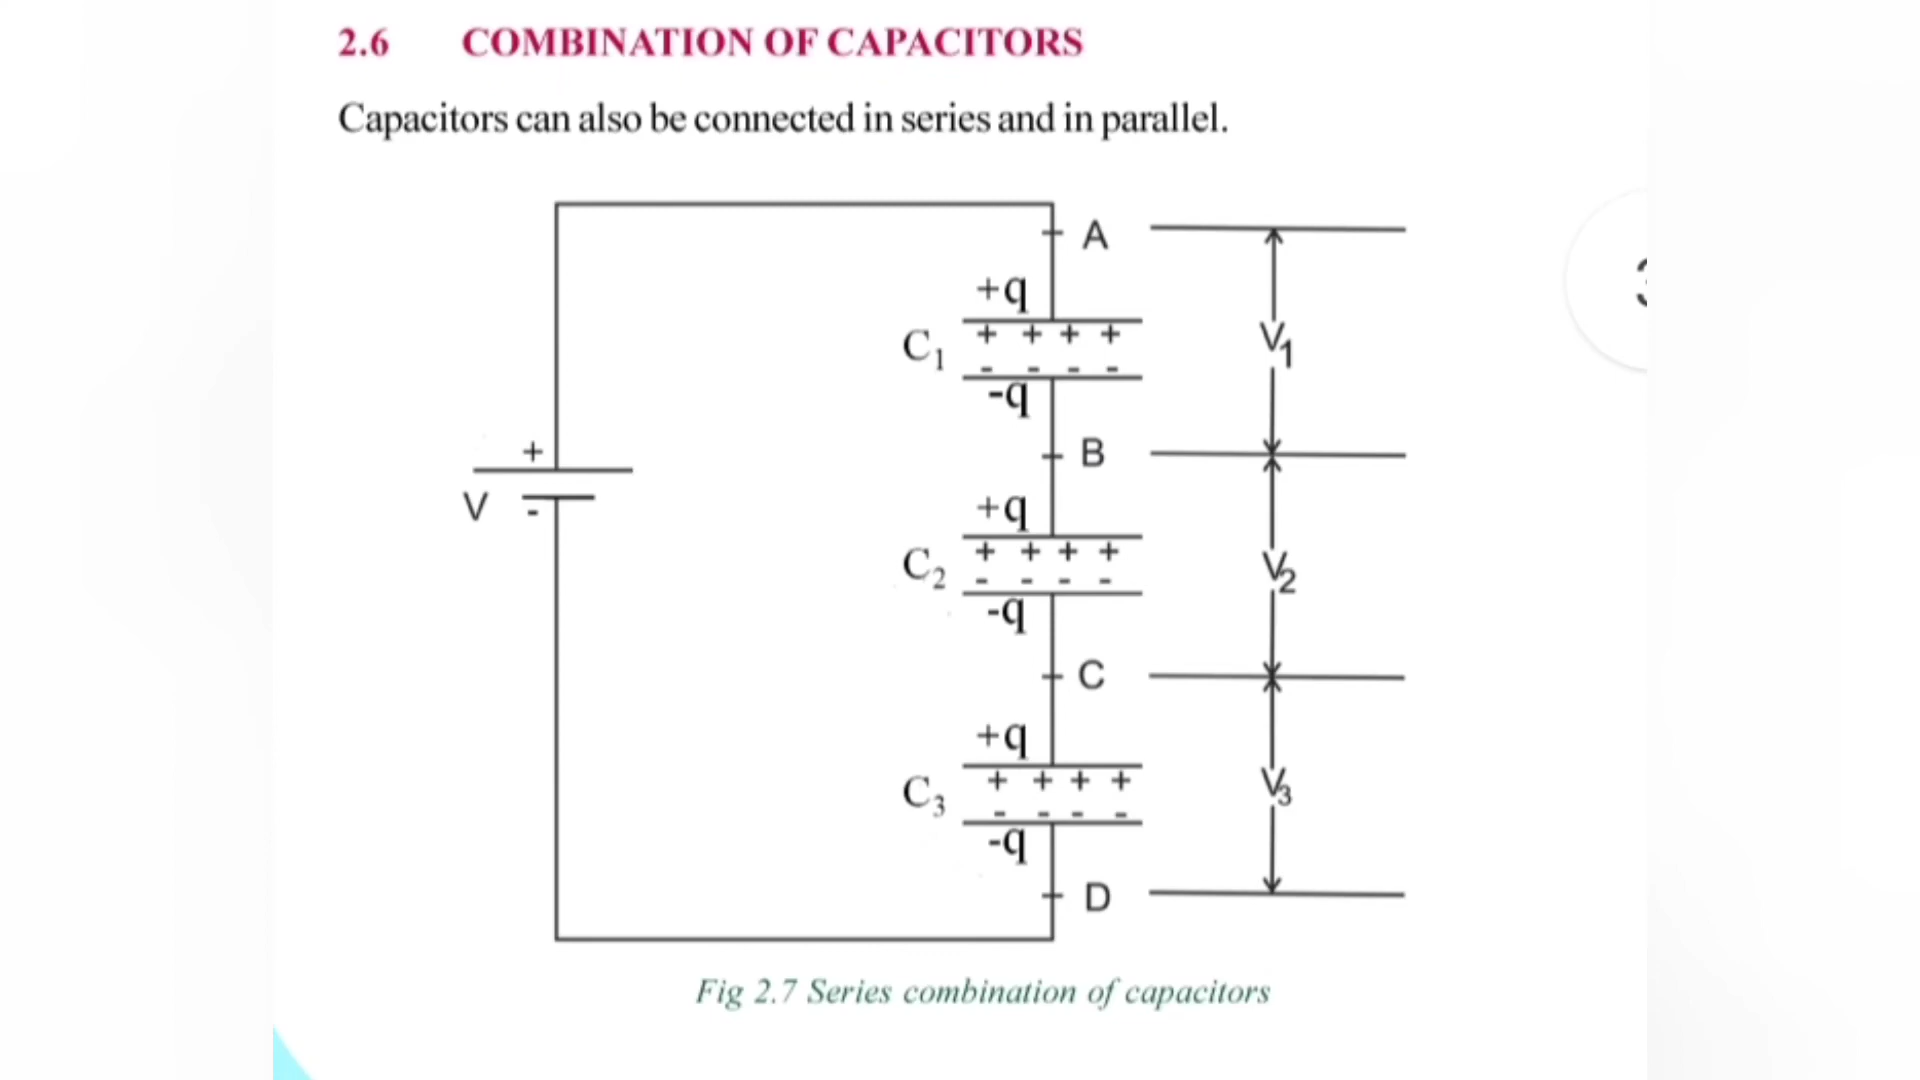 2.6 COMBINATION OF CAPACITORS
Capacitors can also be connected in series and in parallel.
A
+q
+ + + +
C1
V1
- - - -
-q
+
B
V
-
+q
+ + + +
C2
V2
- - - -
-q
C
+q
+ + + +
C3
V3
- - - -
-q
D
Fig 2.7 Series combination of capacitors